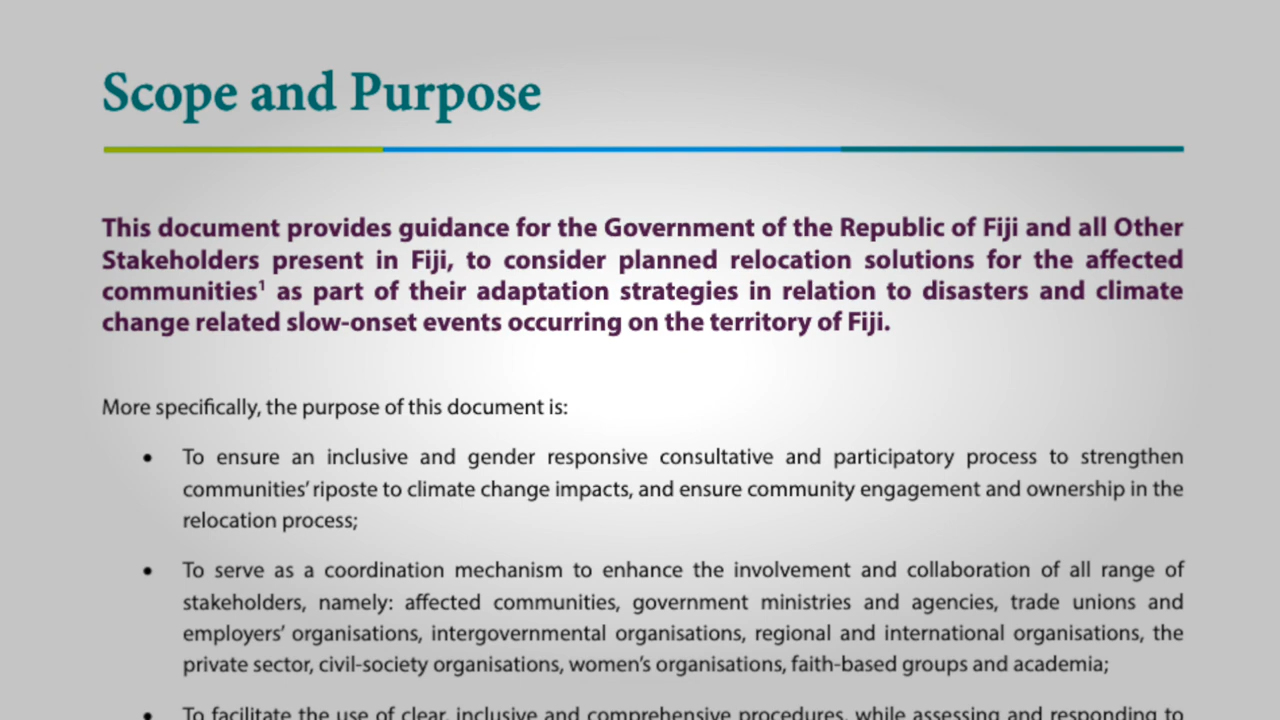 Scope and Purpose
This document provides guidance for the Government of the Republic of Fiji and all Other
Stakeholders present in Fiji, to consider planned relocation solutions for the affected
communities¹ as part of their adaptation strategies in relation to disasters and climate
change related slow-onset events occurring on the territory of Fiji.
More specifically, the purpose of this document is:
• To ensure an inclusive and gender responsive consultative and participatory process to strengthen
communities’ riposte to climate change impacts, and ensure community engagement and ownership in the
relocation process;
• To serve as a coordination mechanism to enhance the involvement and collaboration of all range of
stakeholders, namely: affected communities, government ministries and agencies, trade unions and
employers’ organisations, intergovernmental organisations, regional and international organisations, the
private sector, civil-society organisations, women’s organisations, faith-based groups and academia;
• To facilitate the use of clear, inclusive and comprehensive procedures, while assessing and responding to